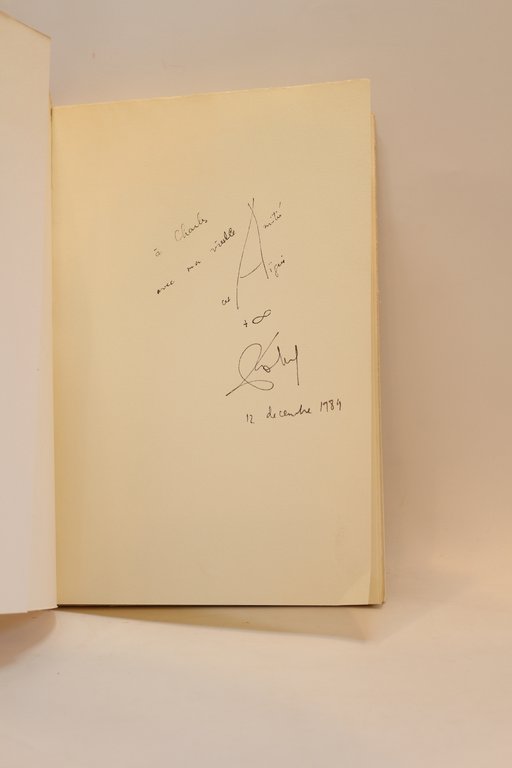 à Charles
avec ma vieille Amitié
∞
12 decembre 1984